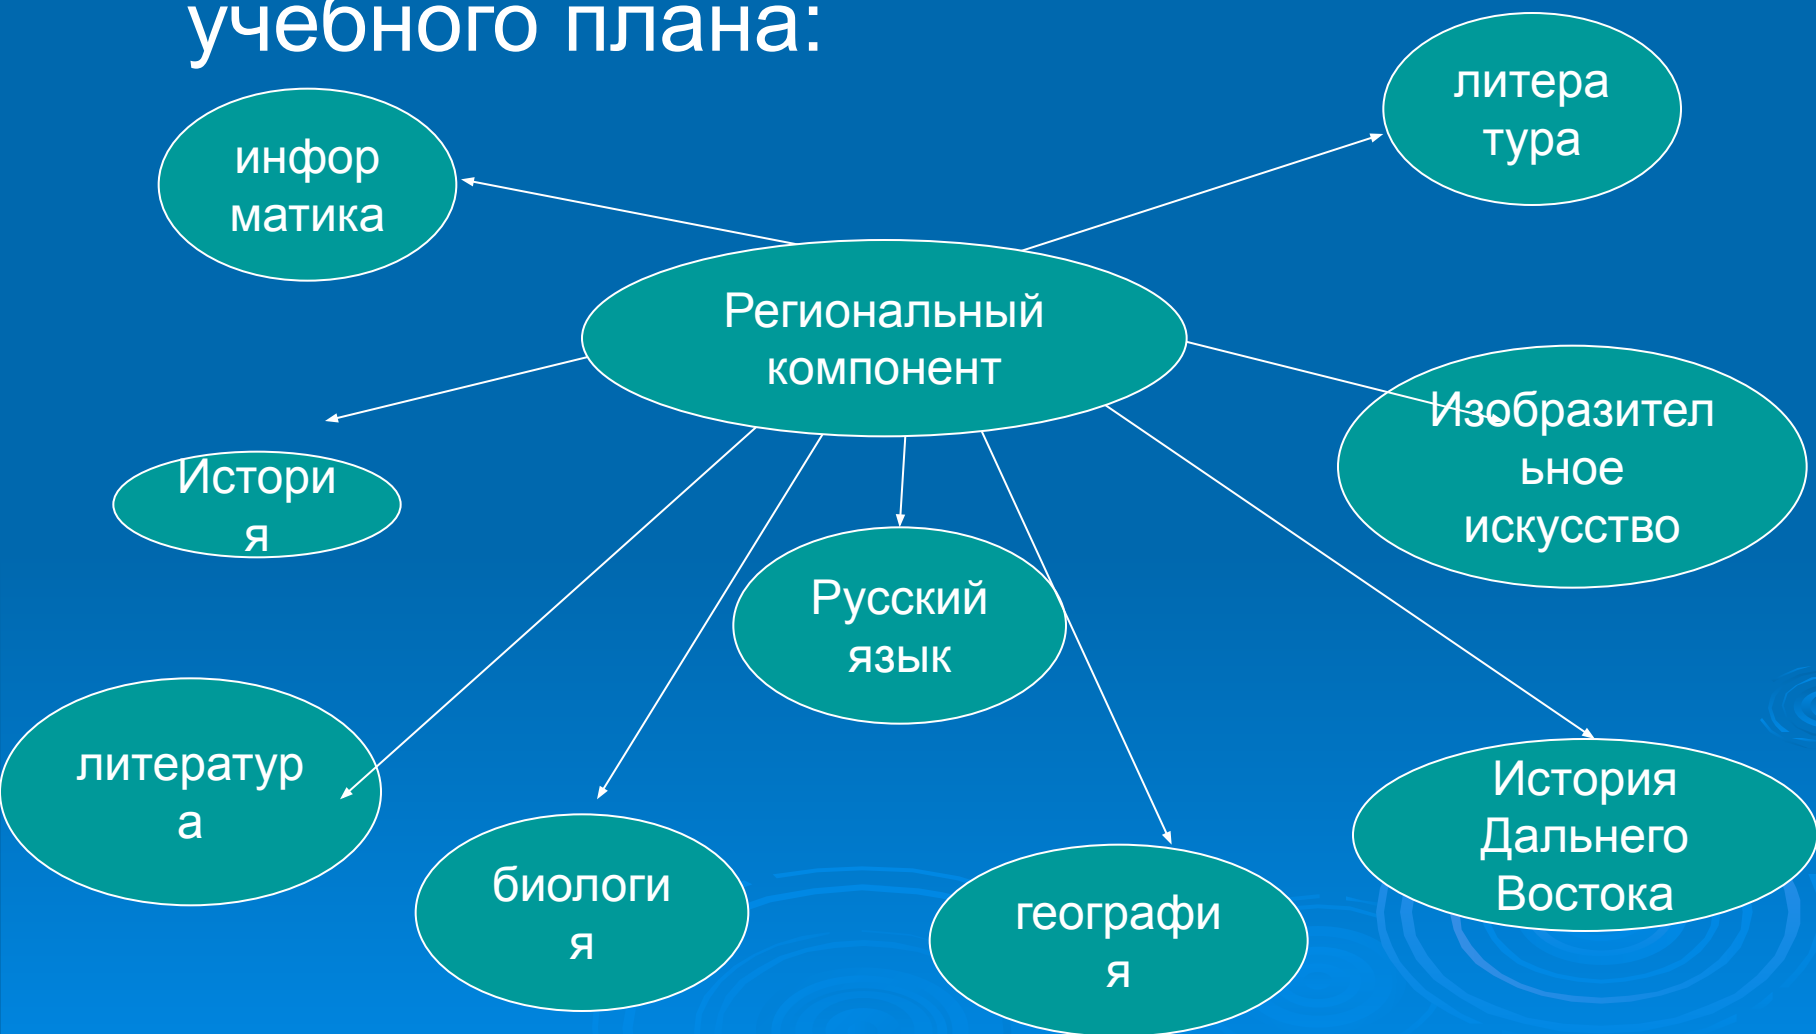 учебного плана:
литера
тура
инфор
матика
Региональный
компонент
Изобразител
ьное
искусство
Истори
я
Русский
язык
литератур
а
История
Дальнего
Востока
биологи
я
географи
я